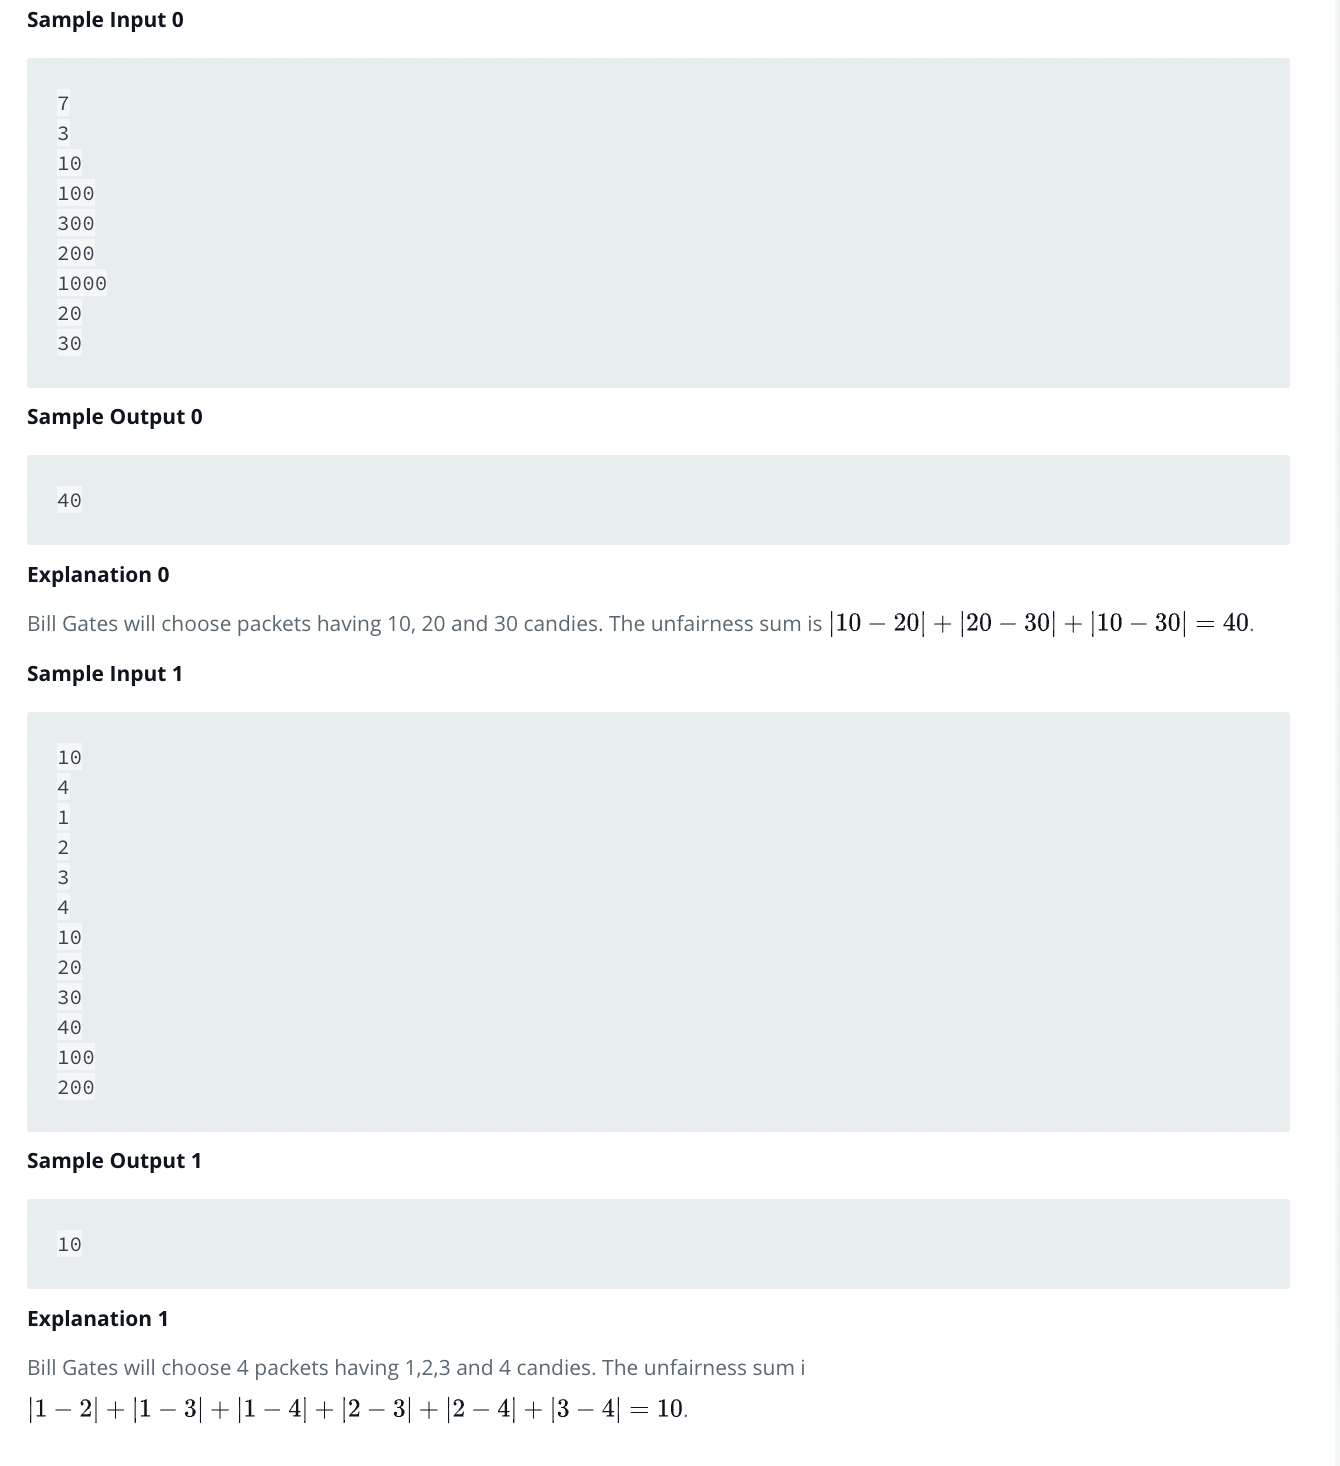 Sample Input 0
7
3
10
100
300
200
1000
20
30
Sample Output 0
40
Explanation 0
Bill Gates will choose packets having 10, 20 and 30 candies. The unfairness sum is |10 − 20| + |20 − 30| + |10 − 30| = 40.
Sample Input 1
10
4
1
2
3
4
10
20
30
40
100
200
Sample Output 1
10
Explanation 1
Bill Gates will choose 4 packets having 1,2,3 and 4 candies. The unfairness sum i
|1 − 2| + |1 − 3| + |1 − 4| + |2 − 3| + |2 − 4| + |3 − 4| = 10.